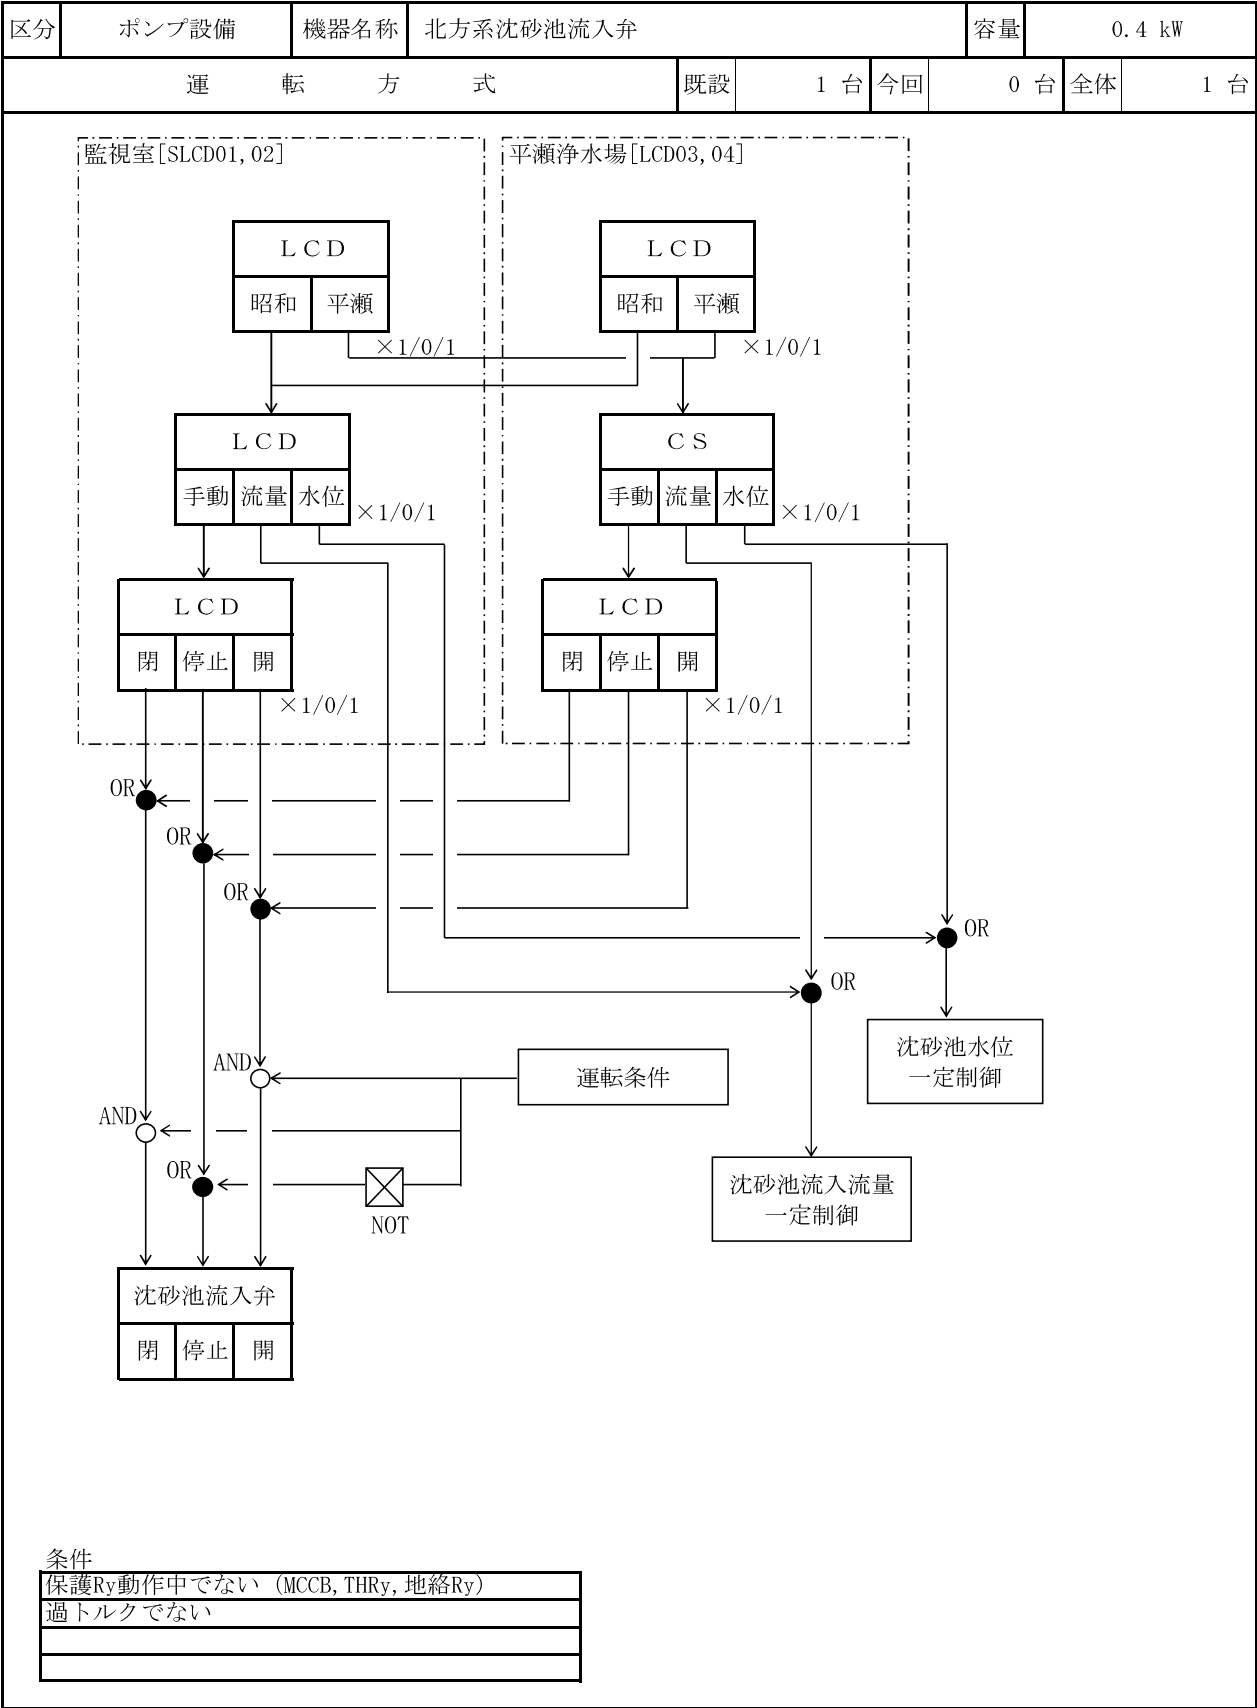 区分 ポンプ設備 機器名称 北方系沈砂池流入弁 容量 0.4 kW
運転方式 既設 1 台 今回 0 台 全体 1 台
監視室[SLCD01,02] 平瀬浄水場[LCD03,04]
ＬＣＤ ＬＣＤ
昭和 平瀬 昭和 平瀬
×1/0/1 ×1/0/1
ＬＣＤ ＣＳ
手動 流量 水位 手動 流量 水位
×1/0/1 ×1/0/1
ＬＣＤ ＬＣＤ
閉 停止 開 閉 停止 開
×1/0/1 ×1/0/1
OR
OR
OR
OR
OR
沈砂池水位
一定制御
AND
運転条件
AND
OR
沈砂池流入流量
一定制御
NOT
沈砂池流入弁
閉 停止 開
条件
保護Ry動作中でない（MCCB,THRy,地絡Ry）
過トルクでない